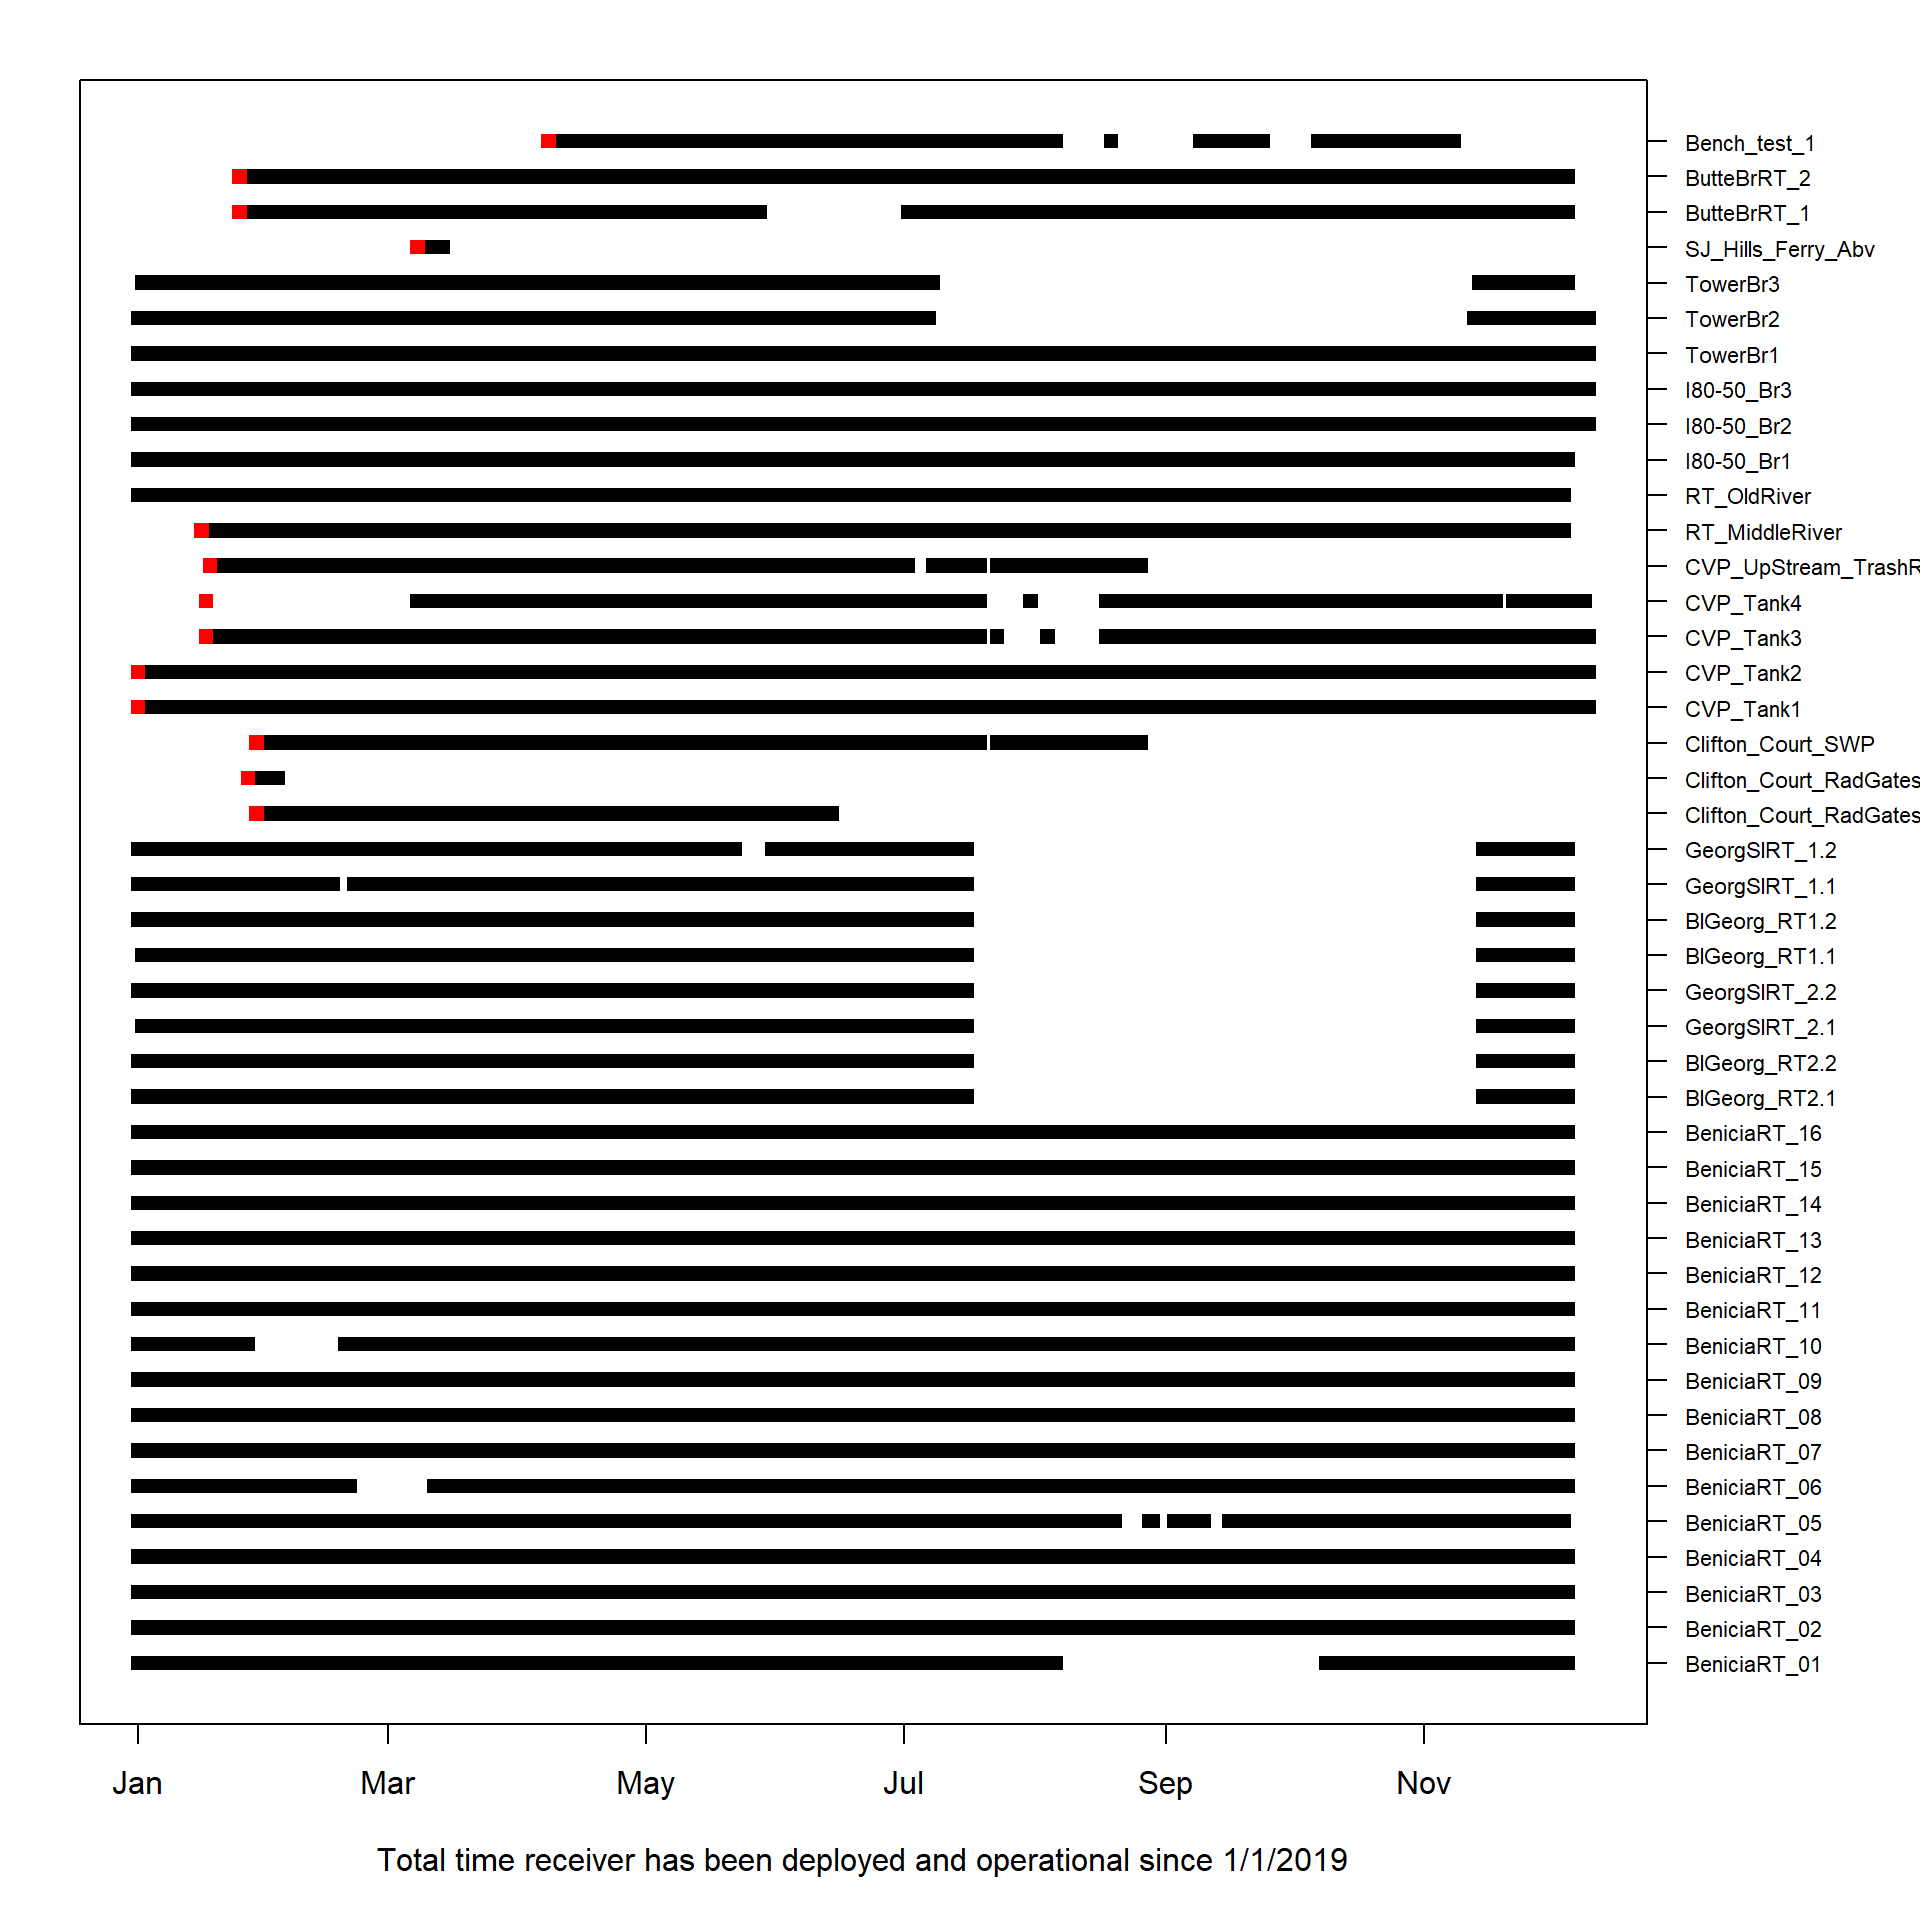 Bench_test_1
ButteBrRT_2
ButteBrRT_1
SJ_Hills_Ferry_Abv
TowerBr3
TowerBr2
TowerBr1
I80-50_Br3
I80-50_Br2
I80-50_Br1
RT_OldRiver
RT_MiddleRiver
CVP_UpStream_TrashR
CVP_Tank4
CVP_Tank3
CVP_Tank2
CVP_Tank1
Clifton_Court_SWP
Clifton_Court_RadGates
Clifton_Court_RadGates
GeorgSlRT_1.2
GeorgSlRT_1.1
BlGeorg_RT1.2
BlGeorg_RT1.1
GeorgSlRT_2.2
GeorgSlRT_2.1
BlGeorg_RT2.2
BlGeorg_RT2.1
BeniciaRT_16
BeniciaRT_15
BeniciaRT_14
BeniciaRT_13
BeniciaRT_12
BeniciaRT_11
BeniciaRT_10
BeniciaRT_09
BeniciaRT_08
BeniciaRT_07
BeniciaRT_06
BeniciaRT_05
BeniciaRT_04
BeniciaRT_03
BeniciaRT_02
BeniciaRT_01
Jan Mar May Jul Sep Nov
Total time receiver has been deployed and operational since 1/1/2019